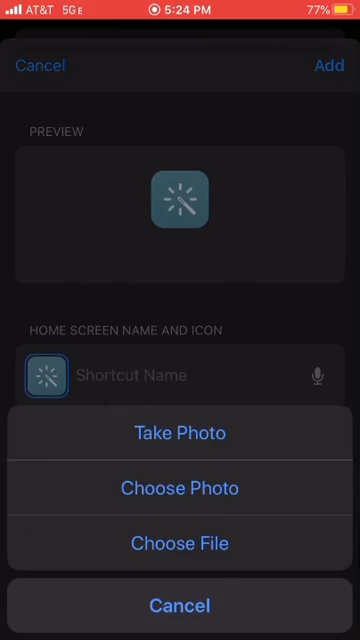 AT&T 5GE 5:24 PM 77%
Cancel Add
PREVIEW
HOME SCREEN NAME AND ICON
Shortcut Name
Take Photo
Choose Photo
Choose File
Cancel